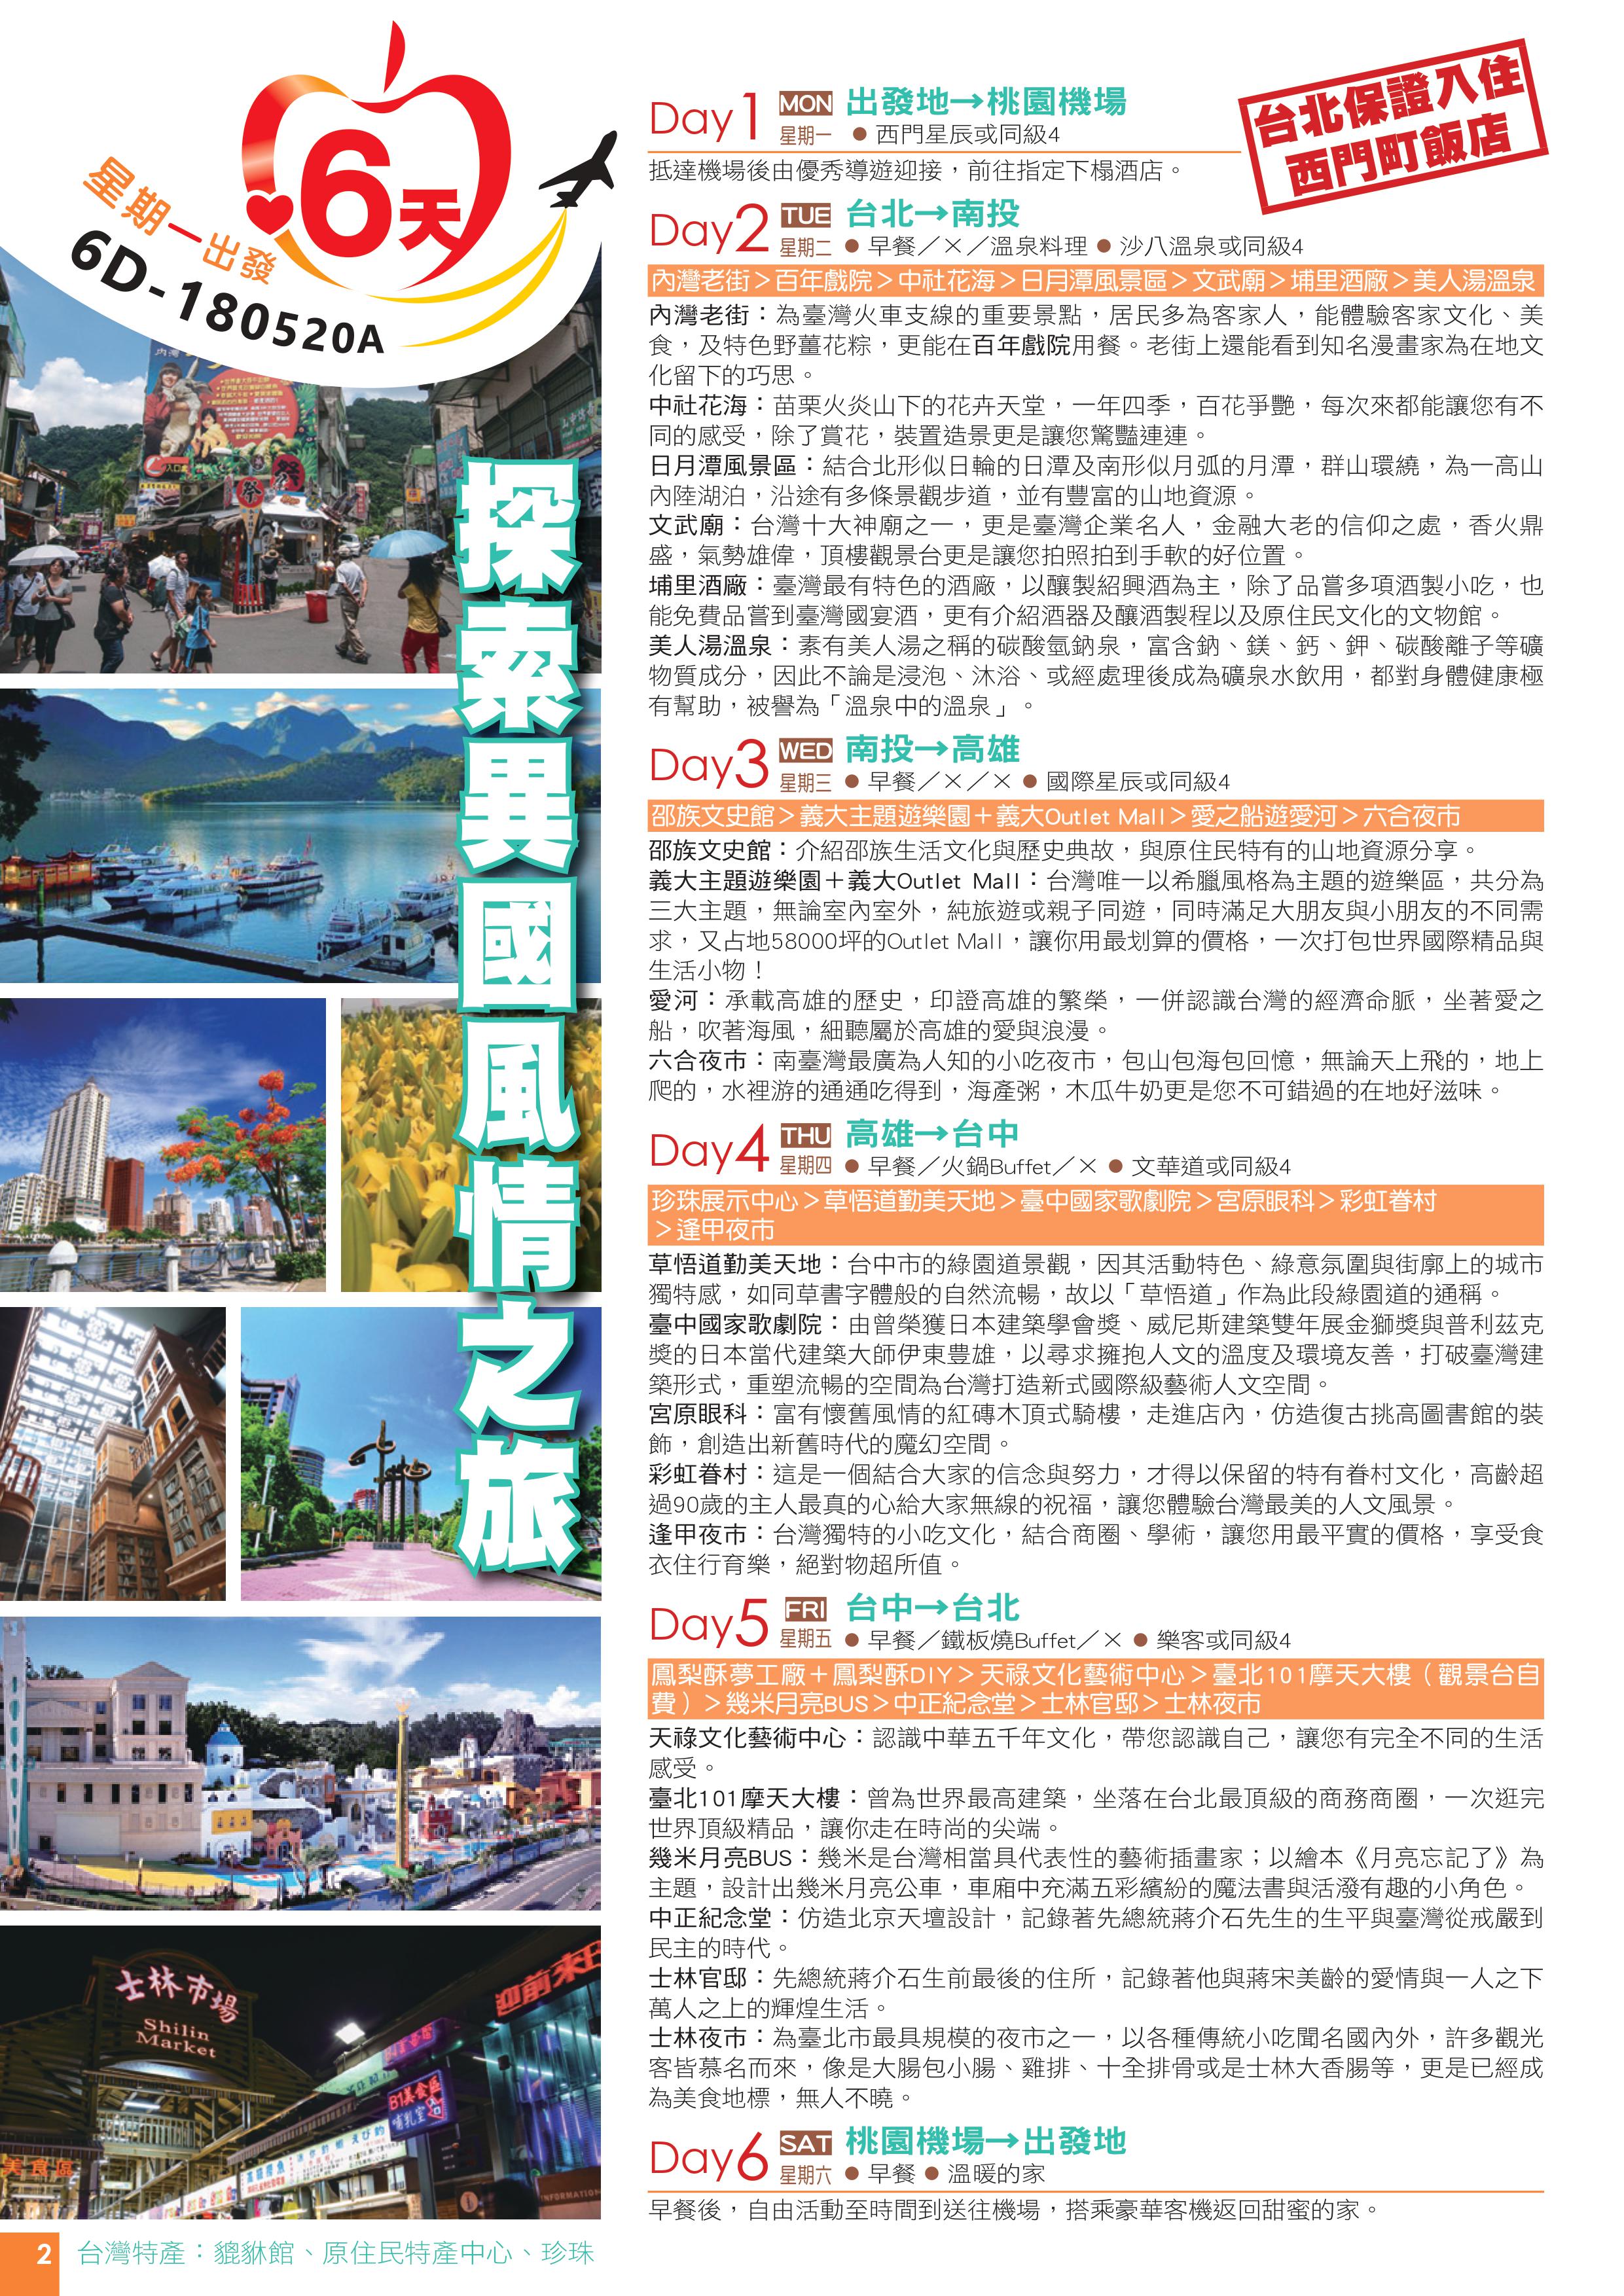 6天
星期一出發
6D-180520A
探索異國風情之旅
台北保證入住
西門町飯店
Day1 MON 星期一 出發地→桃園機場
● 西門星辰或同級4
抵達機場後由優秀導遊迎接，前往指定下榻酒店。
Day2 TUE 星期二 台北→南投
● 早餐／×／溫泉料理 ● 沙八溫泉或同級4
內灣老街＞百年戲院＞中社花海＞日月潭風景區＞文武廟＞埔里酒廠＞美人湯溫泉
內灣老街：為臺灣火車支線的重要景點，居民多為客家人，能體驗客家文化、美
食，及特色野薑花粽，更能在百年戲院用餐。老街上還能看到知名漫畫家為在地文
化留下的巧思。
中社花海：苗栗火炎山下的花卉天堂，一年四季，百花爭艷，每次來都能讓您有不
同的感受，除了賞花，裝置造景更是讓您驚豔連連。
日月潭風景區：結合北形似日輪的日潭及南形似月弧的月潭，群山環繞，為一高山
內陸湖泊，沿途有多條景觀步道，並有豐富的山地資源。
文武廟：台灣十大神廟之一，更是臺灣企業名人，金融大老的信仰之處，香火鼎
盛，氣勢雄偉，頂樓觀景台更是讓您拍照拍到手軟的好位置。
埔里酒廠：臺灣最有特色的酒廠，以釀製紹興酒為主，除了品嘗多項酒製小吃，也
能免費品嘗到臺灣國宴酒，更有介紹酒器及釀酒製程以及原住民文化的文物館。
美人湯溫泉：素有美人湯之稱的碳酸氫鈉泉，富含鈉、鎂、鈣、鉀、碳酸離子等礦
物質成分，因此不論是浸泡、沐浴、或經處理後成為礦泉水飲用，都對身體健康極
有幫助，被譽為「溫泉中的溫泉」。
Day3 WED 星期三 南投→高雄
● 早餐／×／× ● 國際星辰或同級4
邵族文史館＞義大主題遊樂園＋義大Outlet Mall＞愛之船遊愛河＞六合夜市
邵族文史館：介紹邵族生活文化與歷史典故，與原住民特有的山地資源分享。
義大主題遊樂園＋義大Outlet Mall：台灣唯一以希臘風格為主題的遊樂區，共分為
三大主題，無論室內室外，純旅遊或親子同遊，同時滿足大朋友與小朋友的不同需
求，又占地58000坪的Outlet Mall，讓你用最划算的價格，一次打包世界國際精品與
生活小物！
愛河：承載高雄的歷史，印證高雄的繁榮，一併認識台灣的經濟命脈，坐著愛之
船，吹著海風，細聽屬於高雄的愛與浪漫。
六合夜市：南臺灣最廣為人知的小吃夜市，包山包海包回憶，無論天上飛的，地上
爬的，水裡游的通通吃得到，海產粥，木瓜牛奶更是您不可錯過的在地好滋味。
Day4 THU 星期四 高雄→台中
● 早餐／火鍋Buffet／× ● 文華道或同級4
珍珠展示中心＞草悟道勤美天地＞臺中國家歌劇院＞宮原眼科＞彩虹眷村
＞逢甲夜市
草悟道勤美天地：台中市的綠園道景觀，因其活動特色、綠意氛圍與街廓上的城市
獨特感，如同草書字體般的自然流暢，故以「草悟道」作為此段綠園道的通稱。
臺中國家歌劇院：由曾榮獲日本建築學會獎、威尼斯建築雙年展金獅獎與普利茲克
獎的日本當代建築大師伊東豊雄，以尋求擁抱人文的溫度及環境友善，打破臺灣建
築形式，重塑流暢的空間為台灣打造新式國際級藝術人文空間。
宮原眼科：富有懷舊風情的紅磚木頂式騎樓，走進店內，仿造復古挑高圖書館的裝
飾，創造出新舊時代的魔幻空間。
彩虹眷村：這是一個結合大家的信念與努力，才得以保留的特有眷村文化，高齡超
過90歲的主人最真的心給大家無線的祝福，讓您體驗台灣最美的人文風景。
逢甲夜市：台灣獨特的小吃文化，結合商圈、學術，讓您用最平實的價格，享受食
衣住行育樂，絕對物超所值。
Day5 FRI 星期五 台中→台北
● 早餐／鐵板燒Buffet／× ● 樂客或同級4
鳳梨酥夢工廠＋鳳梨酥DIY＞天祿文化藝術中心＞臺北101摩天大樓（觀景台自
費）＞幾米月亮BUS＞中正紀念堂＞士林官邸＞士林夜市
天祿文化藝術中心：認識中華五千年文化，帶您認識自己，讓您有完全不同的生活
感受。
臺北101摩天大樓：曾為世界最高建築，坐落在台北最頂級的商務商圈，一次逛完
世界頂級精品，讓你走在時尚的尖端。
幾米月亮BUS：幾米是台灣相當具代表性的藝術插畫家；以繪本《月亮忘記了》為
主題，設計出幾米月亮公車，車廂中充滿五彩繽紛的魔法書與活潑有趣的小角色。
中正紀念堂：仿造北京天壇設計，記錄著先總統蔣介石先生的生平與臺灣從戒嚴到
民主的時代。
士林官邸：先總統蔣介石生前最後的住所，記錄著他與蔣宋美齡的愛情與一人之下
萬人之上的輝煌生活。
士林夜市：為臺北市最具規模的夜市之一，以各種傳統小吃聞名國內外，許多觀光
客皆慕名而來，像是大腸包小腸、雞排、十全排骨或是士林大香腸等，更是已經成
為美食地標，無人不曉。
Day6 SAT 星期六 桃園機場→出發地
● 早餐 ● 溫暖的家
早餐後，自由活動至時間到送往機場，搭乘豪華客機返回甜蜜的家。
士林市場
Shilin
Market
B1美食區
美食區
INFORMATION
2 台灣特產：貔貅館、原住民特產中心、珍珠